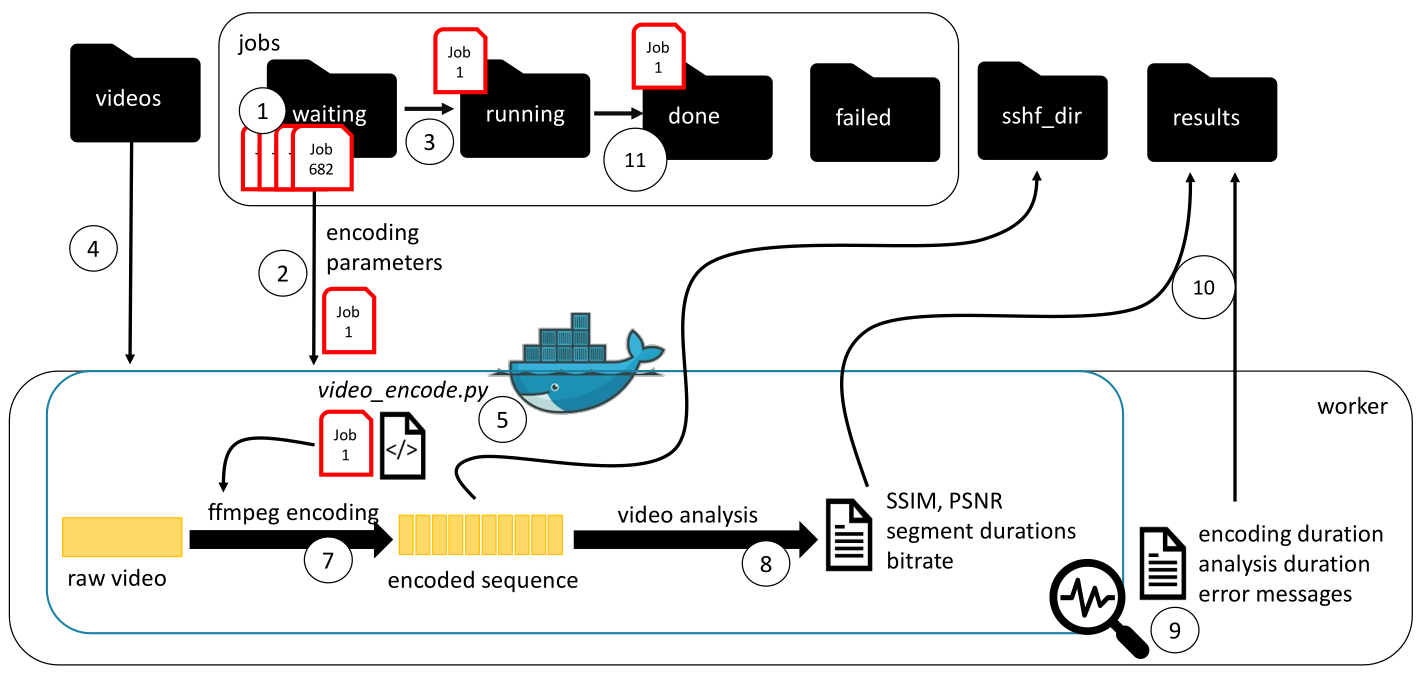 jobs
videos
1
waiting
Job
682
3
Job
1
running
11
Job
1
done
failed
sshf_dir
results
4
2
encoding
parameters
Job
1
10
worker
video_encode.py
5
Job
1
</>
ffmpeg encoding
7
raw video
encoded sequence
video analysis
8
SSIM, PSNR
segment durations
bitrate
encoding duration
analysis duration
error messages
9